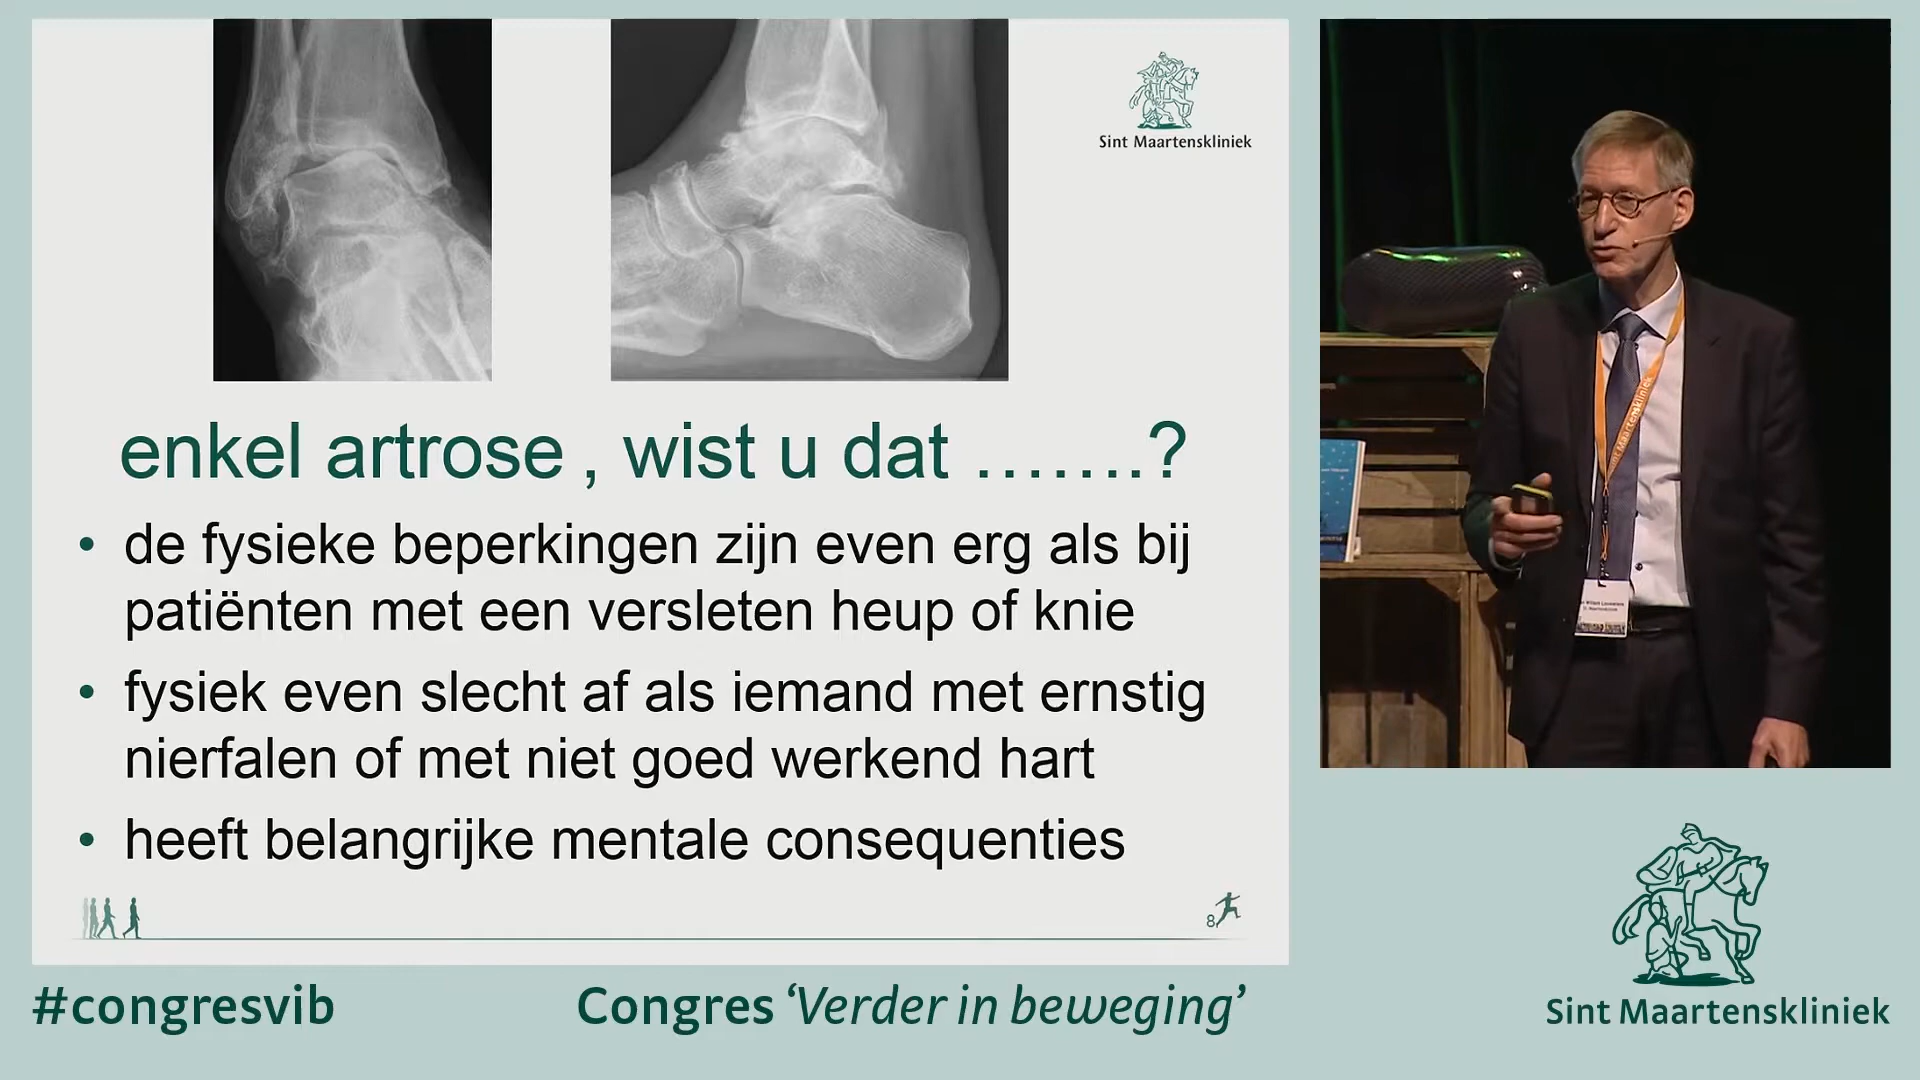 Sint Maartenskliniek
enkel artrose , wist u dat …….?
• de fysieke beperkingen zijn even erg als bij
patiënten met een versleten heup of knie
• fysiek even slecht af als iemand met ernstig
nierfalen of met niet goed werkend hart
• heeft belangrijke mentale consequenties
8
Sint Maartenskliniek
#congresvib
Congres ‘Verder in beweging’
Sint Maartenskliniek